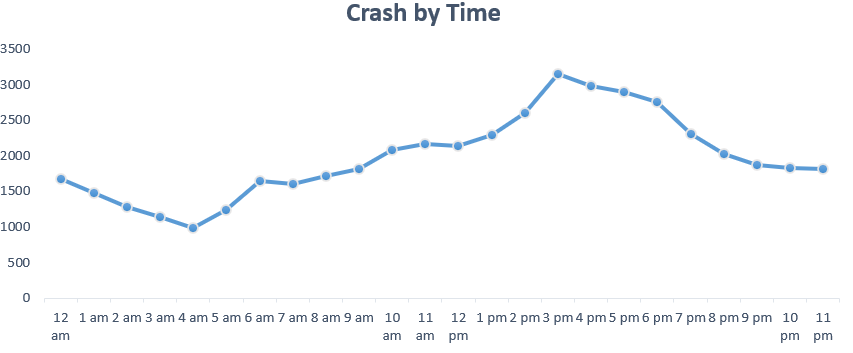 Crash by Time
3500
3000
2500
2000
1500
1000
500
0
12 am
1 am
2 am
3 am
4 am
5 am
6 am
7 am
8 am
9 am
10 am
11 am
12 pm
1 pm
2 pm
3 pm
4 pm
5 pm
6 pm
7 pm
8 pm
9 pm
10 pm
11 pm